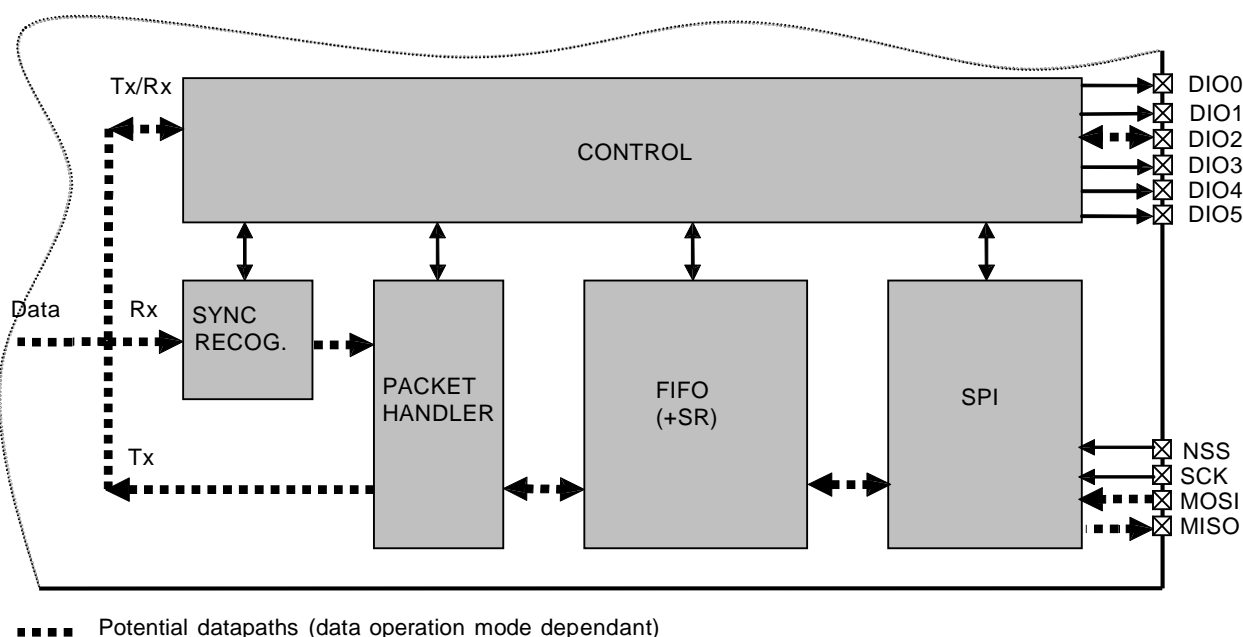 Tx/Rx
DIO0
DIO1
CONTROL
DIO2
DIO3
DIO4
DIO5
Data
Rx
SYNC
RECOG.
PACKET
HANDLER
FIFO
(+SR)
SPI
Tx
NSS
SCK
MOSI
MISO
Potential datapaths (data operation mode dependant)